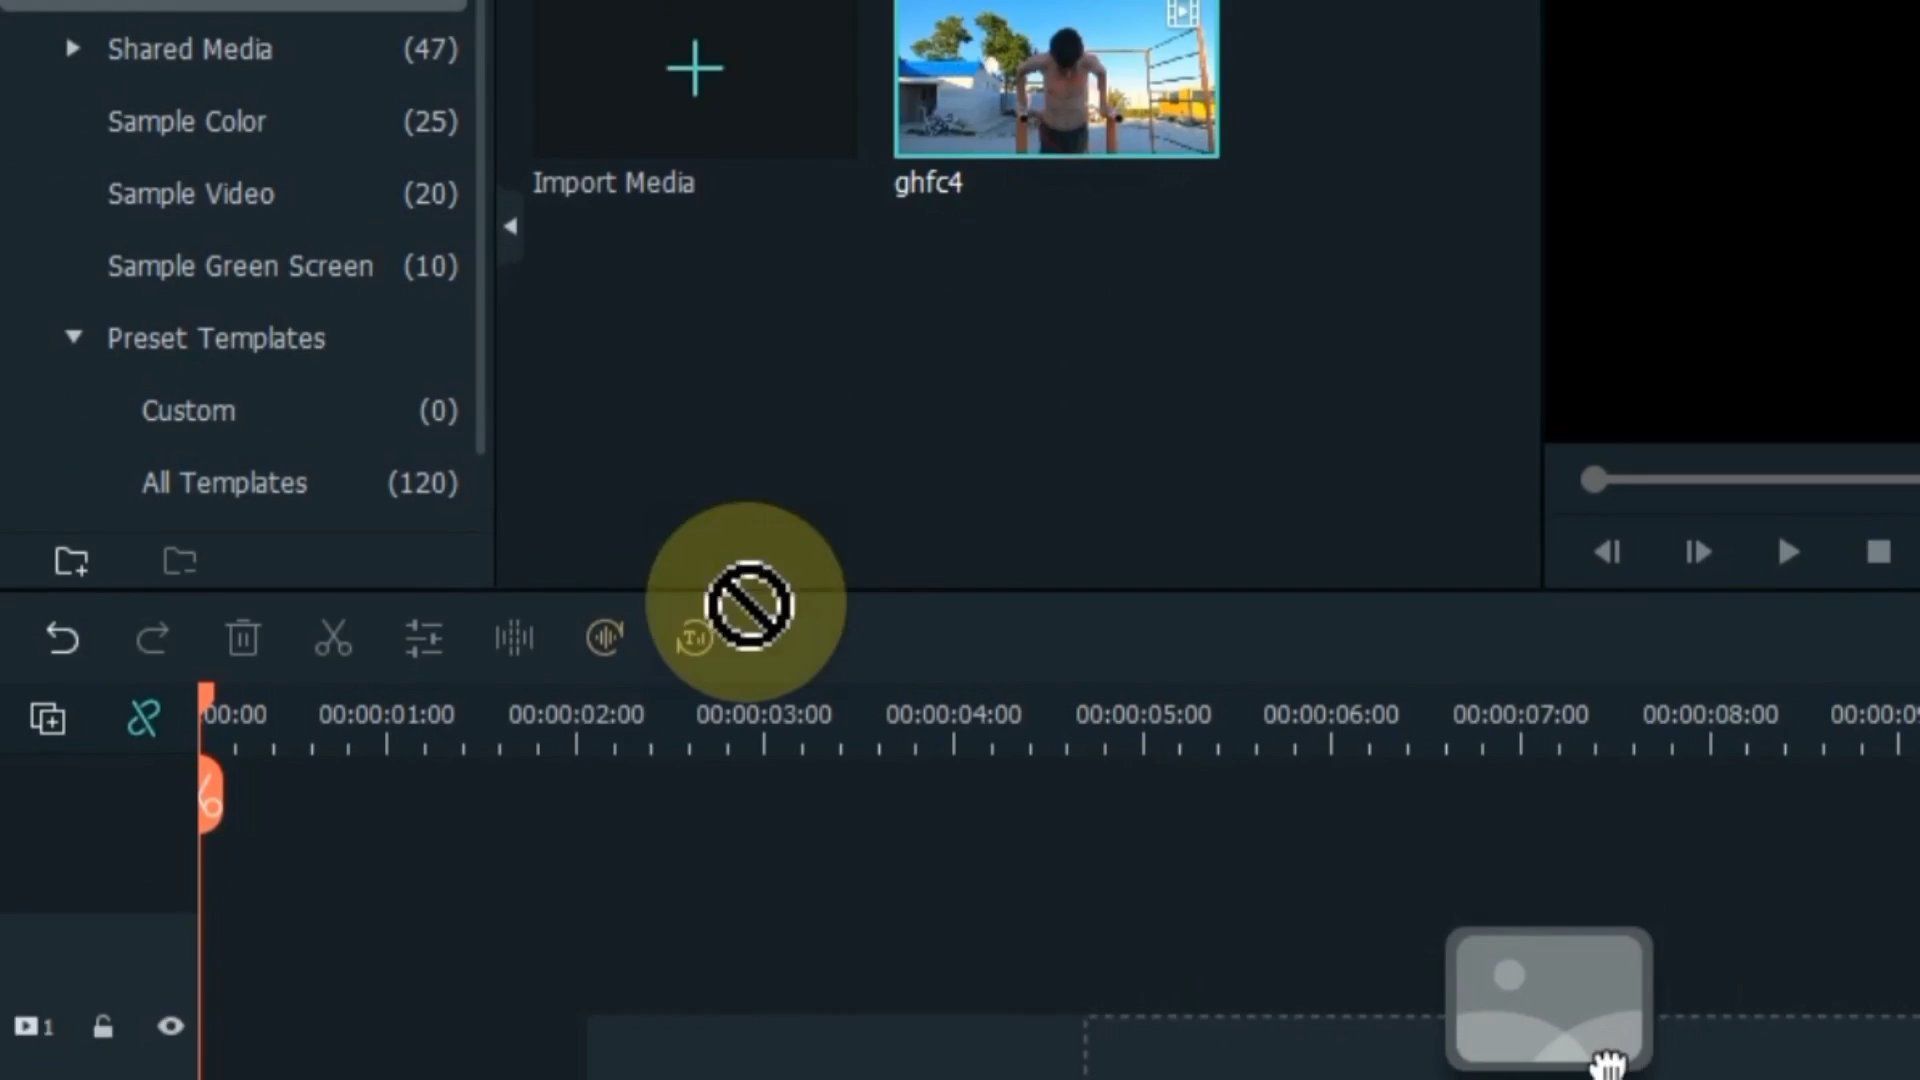 Shared Media (47)
Sample Color (25)
Sample Video (20)
Sample Green Screen (10)
Preset Templates
Custom (0)
All Templates (120)
Import Media
ghfc4
00:00 00:00:01:00 00:00:02:00 00:00:03:00 00:00:04:00 00:00:05:00 00:00:06:00 00:00:07:00 00:00:08:00 00:00:0
1